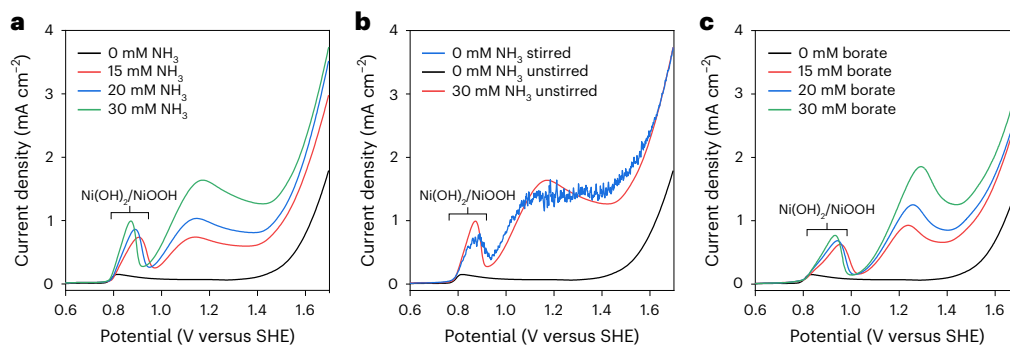 a
4
3
2
1
0
Current density (mA cm⁻²)
0 mM NH₃
15 mM NH₃
20 mM NH₃
30 mM NH₃
Ni(OH)₂/NiOOH
0.6 0.8 1.0 1.2 1.4 1.6
Potential (V versus SHE)
b
4
3
2
1
0
Current density (mA cm⁻²)
0 mM NH₃ stirred
0 mM NH₃ unstirred
30 mM NH₃ unstirred
Ni(OH)₂/NiOOH
0.6 0.8 1.0 1.2 1.4 1.6
Potential (V versus SHE)
c
4
3
2
1
0
Current density (mA cm⁻²)
0 mM borate
15 mM borate
20 mM borate
30 mM borate
Ni(OH)₂/NiOOH
0.6 0.8 1.0 1.2 1.4 1.6
Potential (V versus SHE)